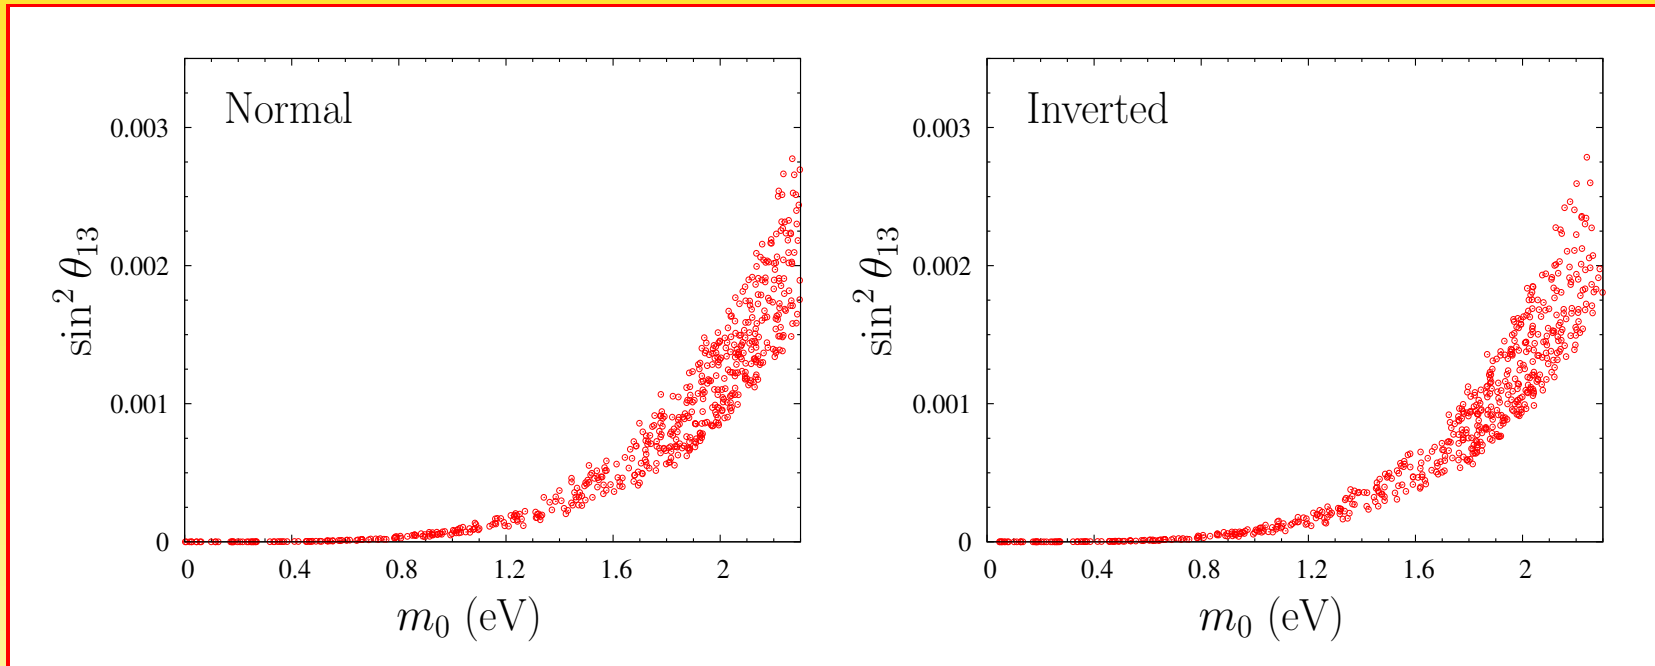 Normal
0.003
0.002
0.001
0
sin² θ₁₃
0 0.4 0.8 1.2 1.6 2
m₀ (eV)
Inverted
0.003
0.002
0.001
0
sin² θ₁₃
0 0.4 0.8 1.2 1.6 2
m₀ (eV)